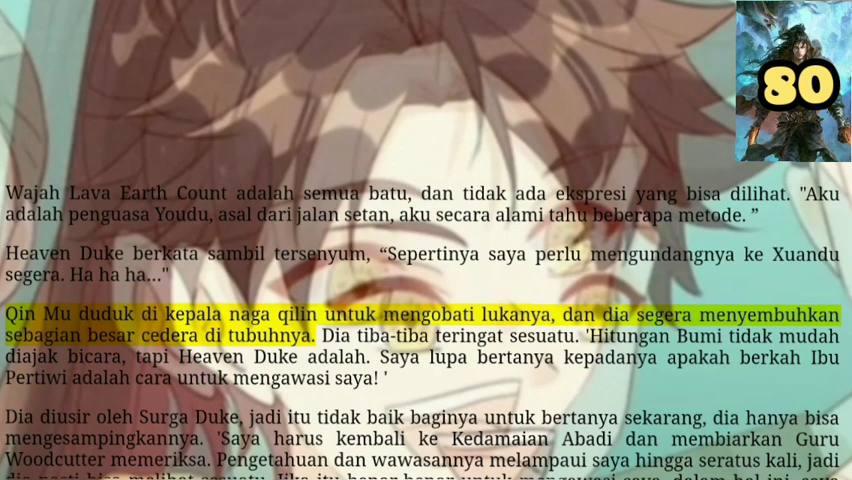 80
Wajah Lava Earth Count adalah semua batu, dan tidak ada ekspresi yang bisa dilihat. "Aku
adalah penguasa Youdu, asal dari jalan setan, aku secara alami tahu beberapa metode. ”
Heaven Duke berkata sambil tersenyum, “Sepertinya saya perlu mengundangnya ke Xuandu
segera. Ha ha ha..."
Qin Mu duduk di kepala naga qilin untuk mengobati lukanya, dan dia segera menyembuhkan
sebagian besar cedera di tubuhnya. Dia tiba-tiba teringat sesuatu. 'Hitungan Bumi tidak mudah
diajak bicara, tapi Heaven Duke adalah. Saya lupa bertanya kepadanya apakah berkah Ibu
Pertiwi adalah cara untuk mengawasi saya! '
Dia diusir oleh Surga Duke, jadi itu tidak baik baginya untuk bertanya sekarang, dia hanya bisa
mengesampingkannya. 'Saya harus kembali ke Kedamaian Abadi dan membiarkan Guru
Woodcutter memeriksa. Pengetahuan dan wawasannya melampaui saya hingga seratus kali, jadi